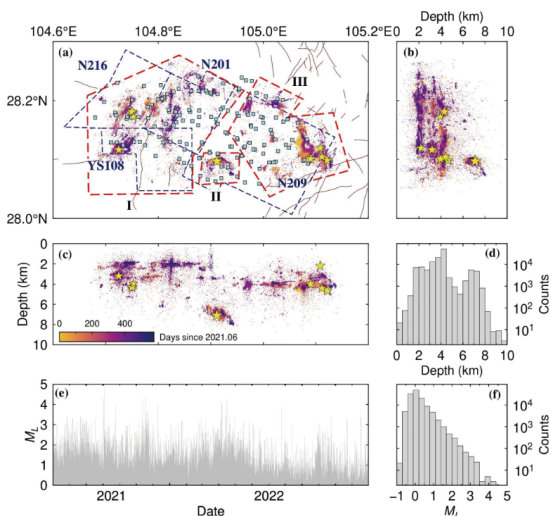 Depth (km)
104.6°E 104.8° 105.0° 105.2° 0 2 4 6 8 10
(a) (b)
N216 N201
III
28.2°N 28.2°N
YS108
N209
I II
28.0°N 28.0°N
(c) (d)
0
2
4
6
8
10
Depth (km)
0 200 400
Days since 2021.06
10⁴
10³
10²
10¹
Counts
0 2 4 6 8 10
Depth (km)
(e) (f)
5
4
3
2
1
0
M_L
2021 2022
Date
10⁴
10³
10²
10¹
Counts
−1 0 1 2 3 4 5
M_L